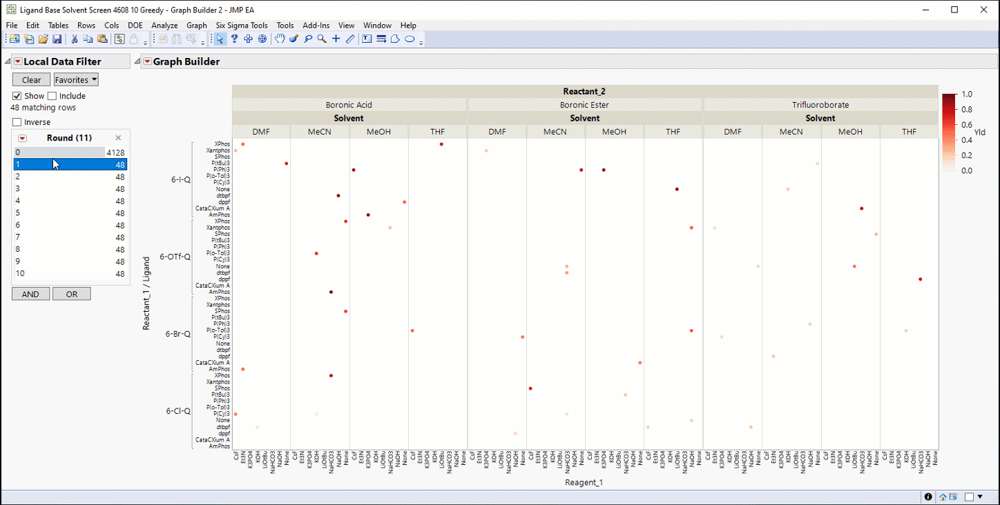 Ligand Base Solvent Screen 4608 10 Greedy - Graph Builder 2 - JMP EA
File Edit Tables Rows Cols DOE Analyze Graph Six Sigma Tools Tools Add-Ins View Window Help
Local Data Filter
Clear Favorites
Show Include
48 matching rows
Inverse
Round (11)
0 4128
1 48
2 48
3 48
4 48
5 48
6 48
7 48
8 48
9 48
10 48
AND OR
Graph Builder
Reactant_2
Boronic Acid Boronic Ester Trifluoroborate
Solvent Solvent Solvent
DMF MeCN MeOH THF DMF MeCN MeOH THF DMF MeCN MeOH THF
Reactant_1 / Ligand
6-I-Q
XPhos
Xantphos
SPhos
P(tBu)3
P(Ph)3
P(o-Tol)3
P(Cy)3
None
dtbpf
dppf
CataCXium A
AmPhos
6-OTf-Q
XPhos
Xantphos
SPhos
P(tBu)3
P(Ph)3
P(o-Tol)3
P(Cy)3
None
dtbpf
dppf
CataCXium A
AmPhos
6-Br-Q
XPhos
Xantphos
SPhos
P(tBu)3
P(Ph)3
P(o-Tol)3
P(Cy)3
None
dtbpf
dppf
CataCXium A
AmPhos
6-Cl-Q
XPhos
Xantphos
SPhos
P(tBu)3
P(Ph)3
P(o-Tol)3
P(Cy)3
None
dtbpf
dppf
CataCXium A
AmPhos
CsF Et3N K3PO4 KOH LiOtBu NaHCO3 NaOH None CsF Et3N K3PO4 KOH LiOtBu NaHCO3 NaOH None CsF Et3N K3PO4 KOH LiOtBu NaHCO3 NaOH None CsF Et3N K3PO4 KOH LiOtBu NaHCO3 NaOH None CsF Et3N K3PO4 KOH LiOtBu NaHCO3 NaOH None CsF Et3N K3PO4 KOH LiOtBu NaHCO3 NaOH None CsF Et3N K3PO4 KOH LiOtBu NaHCO3 NaOH None CsF Et3N K3PO4 KOH LiOtBu NaHCO3 NaOH None CsF Et3N K3PO4 KOH LiOtBu NaHCO3 NaOH None CsF Et3N K3PO4 KOH LiOtBu NaHCO3 NaOH None CsF Et3N K3PO4 KOH LiOtBu NaHCO3 NaOH None CsF Et3N K3PO4 KOH LiOtBu NaHCO3 NaOH None
Reagent_1
1.0
0.8
0.6
0.4
0.2
0.0
Yld